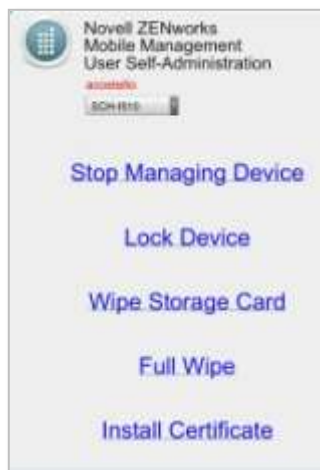 Novell ZENworks
Mobile Management
User Self-Administration
Stop Managing Device
Lock Device
Wipe Storage Card
Full Wipe
Install Certificate